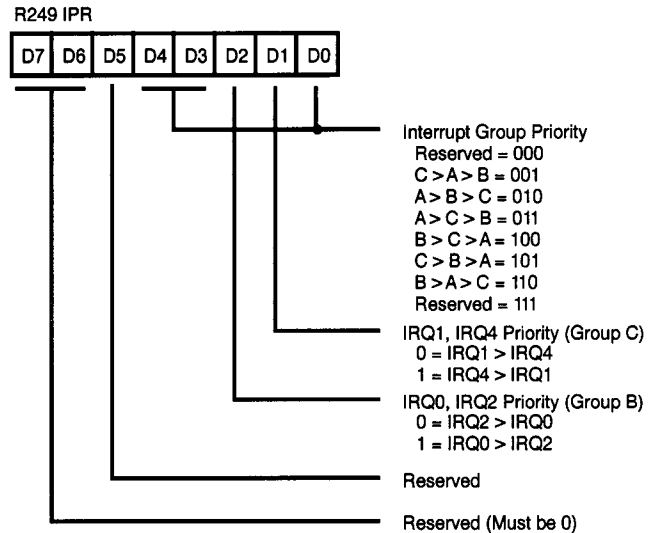 R249 IPR
D7 D6 D5 D4 D3 D2 D1 D0
Interrupt Group Priority
Reserved = 000
C > A > B = 001
A > B > C = 010
A > C > B = 011
B > C > A = 100
C > B > A = 101
B > A > C = 110
Reserved = 111
IRQ1, IRQ4 Priority (Group C)
0 = IRQ1 > IRQ4
1 = IRQ4 > IRQ1
IRQ0, IRQ2 Priority (Group B)
0 = IRQ2 > IRQ0
1 = IRQ0 > IRQ2
Reserved
Reserved (Must be 0)